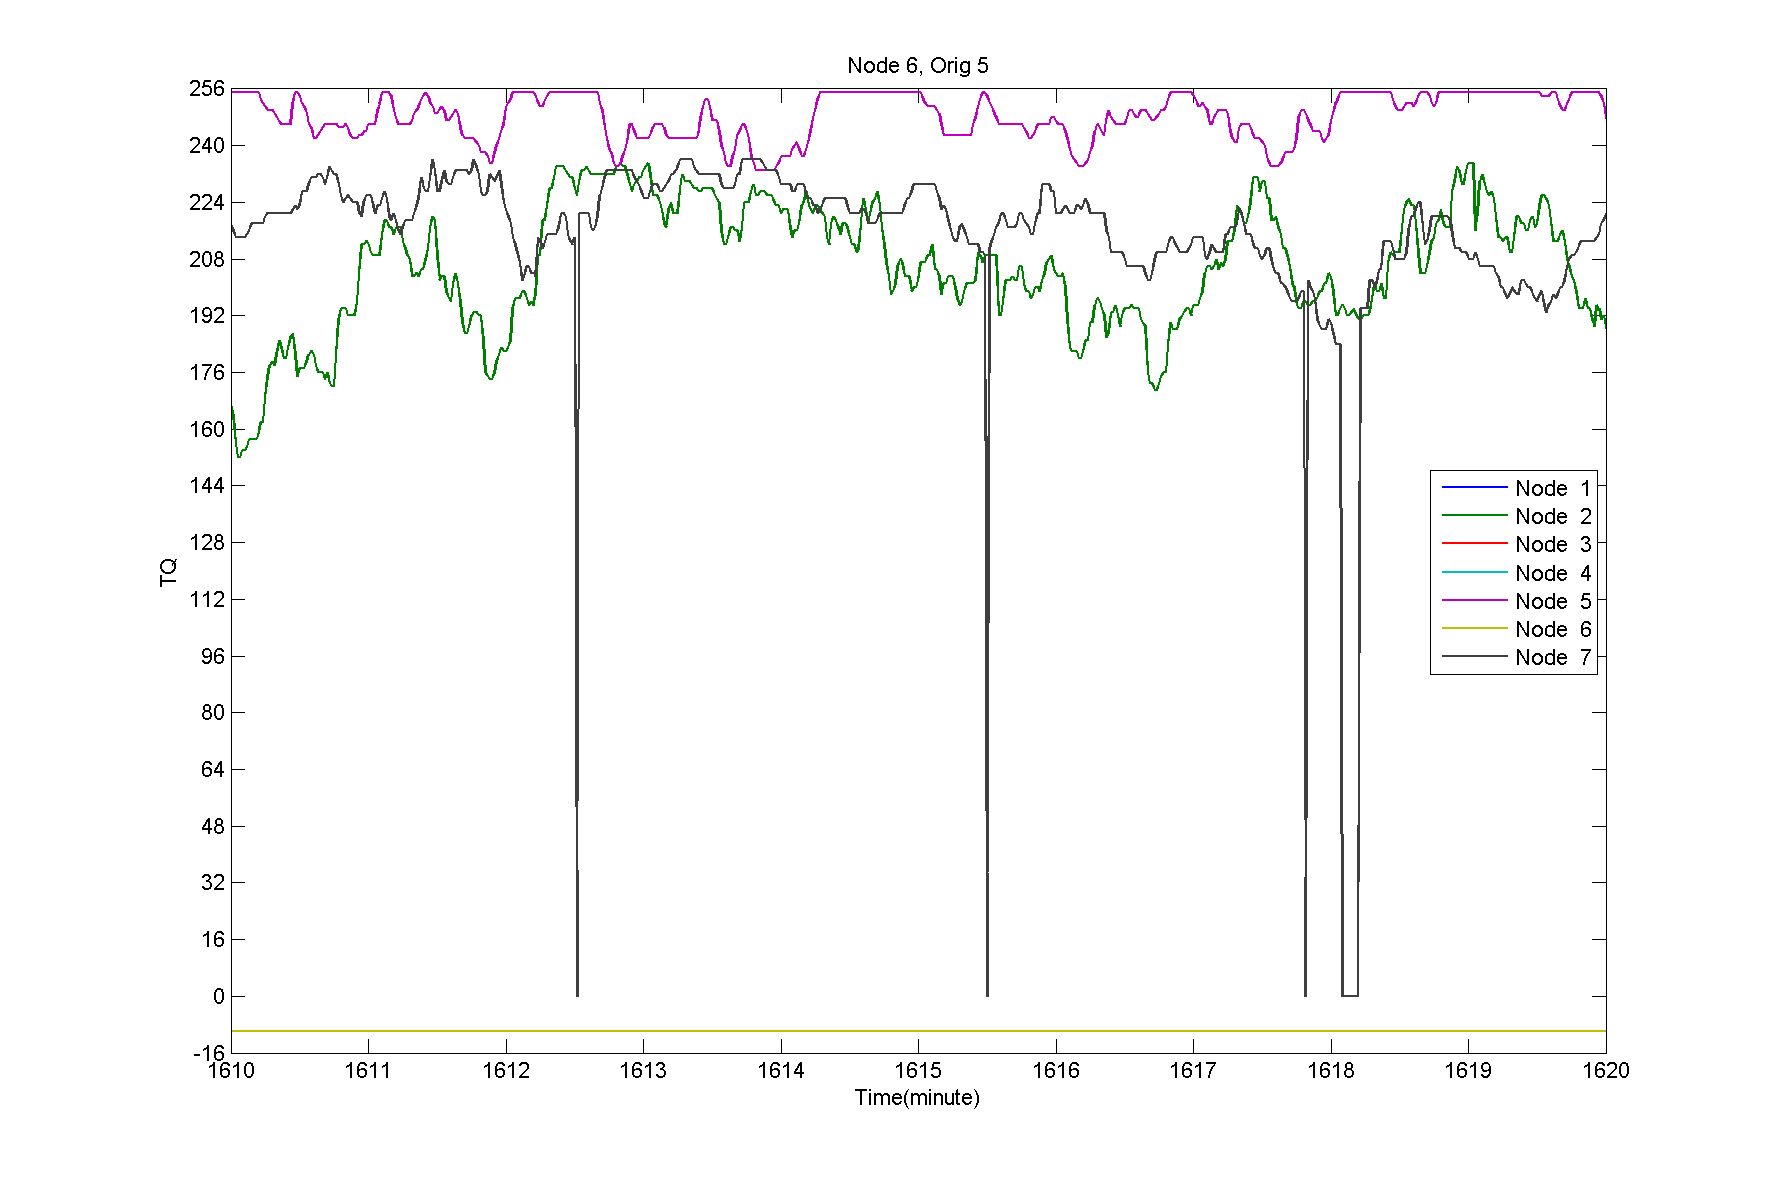 Node 6, Orig 5
256
240
224
208
192
176
160
144
128
112
96
80
64
48
32
16
0
-16
TQ
Node 1
Node 2
Node 3
Node 4
Node 5
Node 6
Node 7
1610 1611 1612 1613 1614 1615 1616 1617 1618 1619 1620
Time(minute)